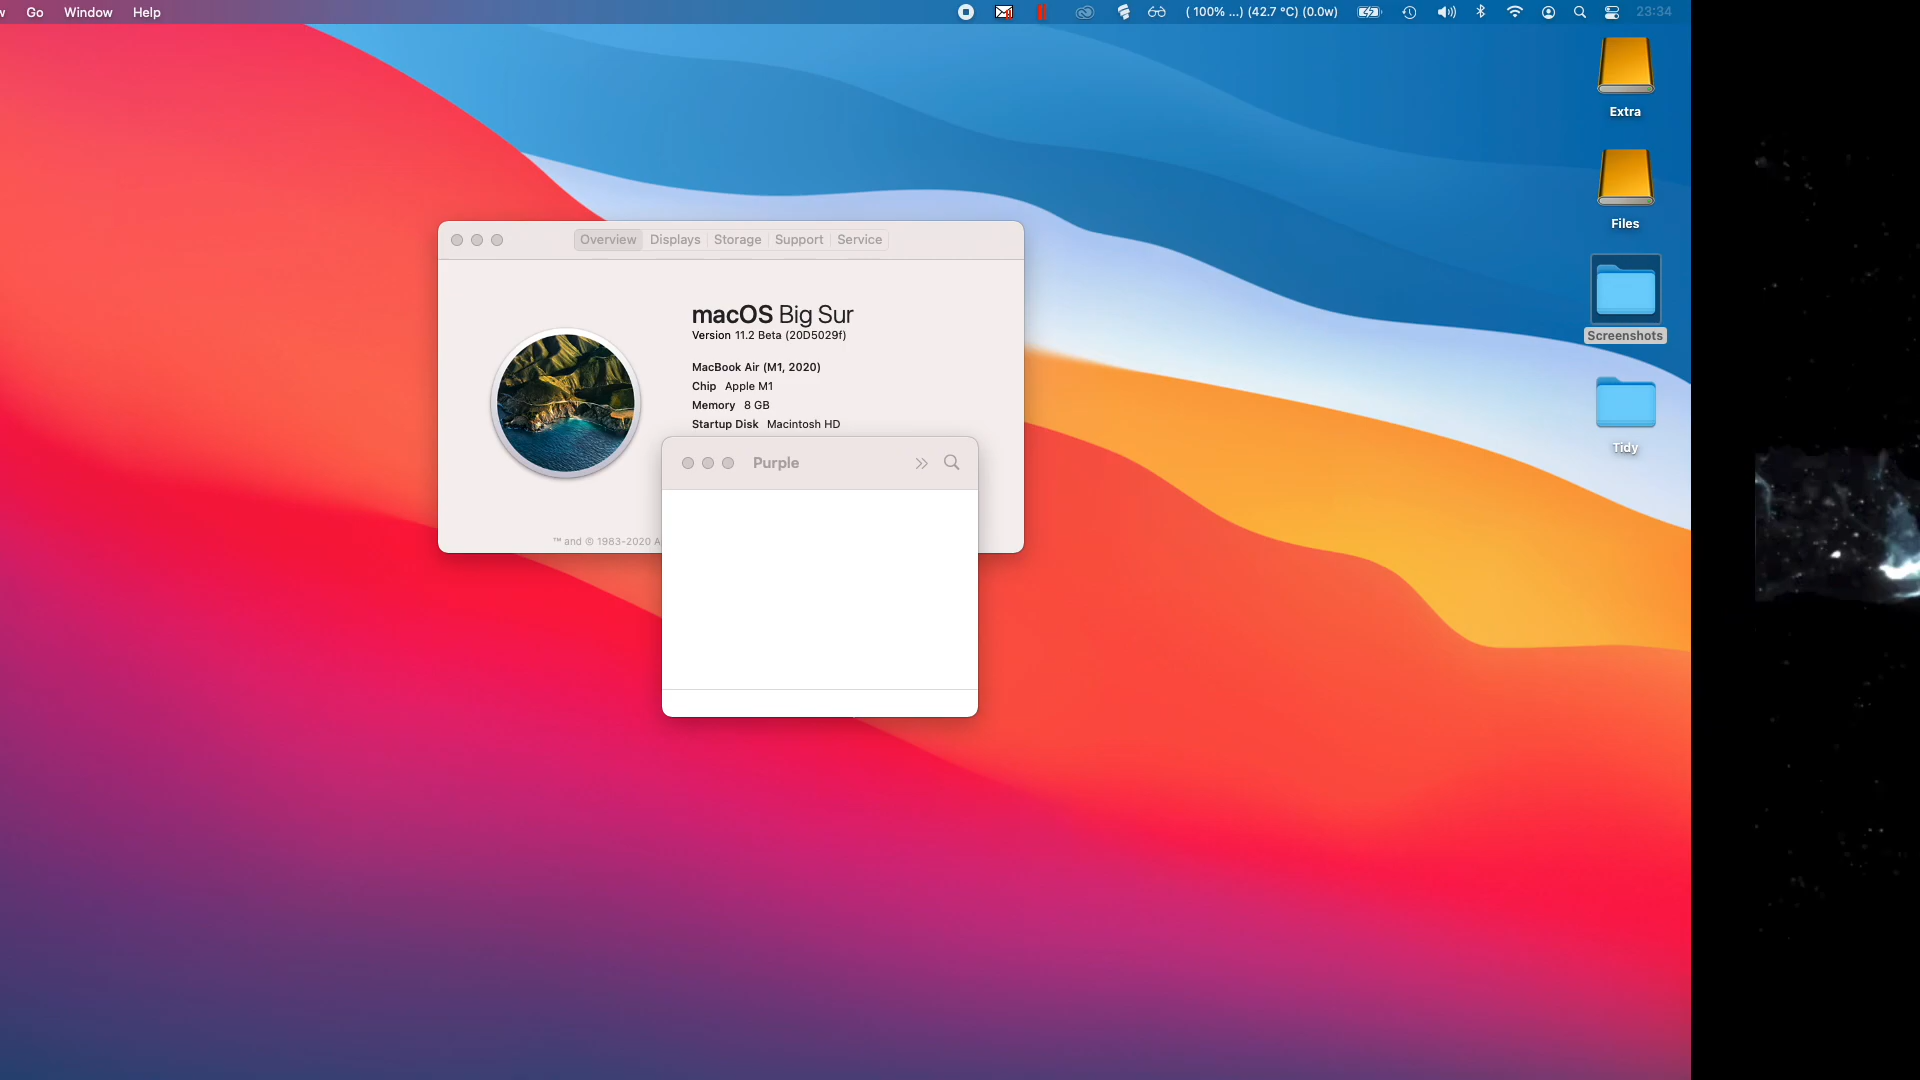 Go Window Help ( 100% ...) (42.7 °C) (0.0w) 23:34
Extra
Files
Screenshots
Tidy
Overview Displays Storage Support Service
macOS Big Sur
Version 11.2 Beta (20D5029f)
MacBook Air (M1, 2020)
Chip Apple M1
Memory 8 GB
Startup Disk Macintosh HD
™ and © 1983-2020
Purple